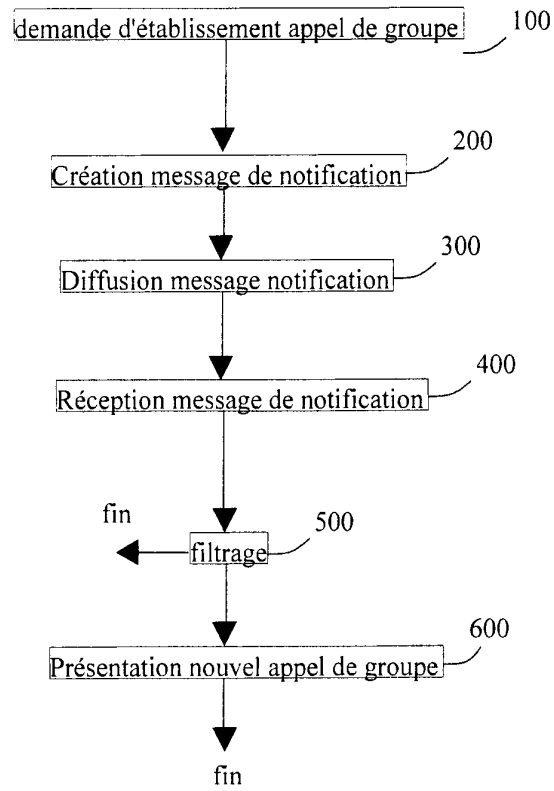 demande d'établissement appel de groupe
100
200
Création message de notification
300
Diffusion message notification
400
Réception message de notification
fin
500
filtrage
600
Présentation nouvel appel de groupe
fin